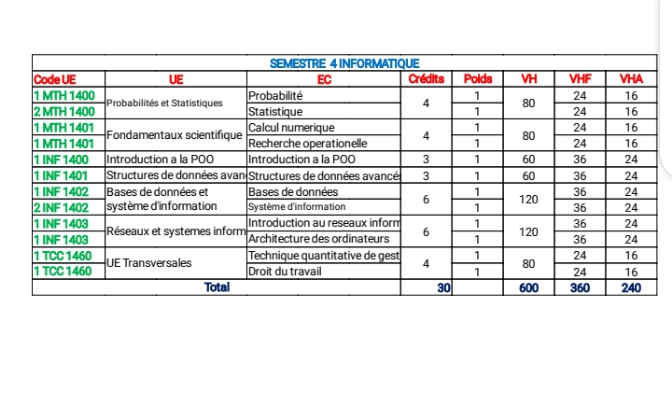 SEMESTRE 4 INFORMATIQUE
Code UE UE EC Crédits Poids VH VHF VHA
1 MTH 1400 Probabilités et Statistiques Probabilité 4 1 80 24 16
2 MTH 1400 Statistique 1 24 16
1 MTH 1401 Fondamentaux scientifique Calcul numerique 4 1 80 24 16
1 MTH 1401 Recherche operationelle 1 24 16
1 INF 1400 Introduction a la POO Introduction a la POO 3 1 60 36 24
1 INF 1401 Structures de données avan Structures de données avancés 3 1 60 36 24
1 INF 1402 Bases de données et Bases de données 6 1 120 36 24
2 INF 1402 système d'information Système d'information 1 36 24
1 INF 1403 Réseaux et systemes inform Introduction au reseaux inform 6 1 120 36 24
1 INF 1403 Architecture des ordinateurs 1 36 24
1 TCC 1460 UE Transversales Technique quantitative de gest 4 1 80 24 16
1 TCC 1460 Droit du travail 1 24 16
Total 30 600 360 240